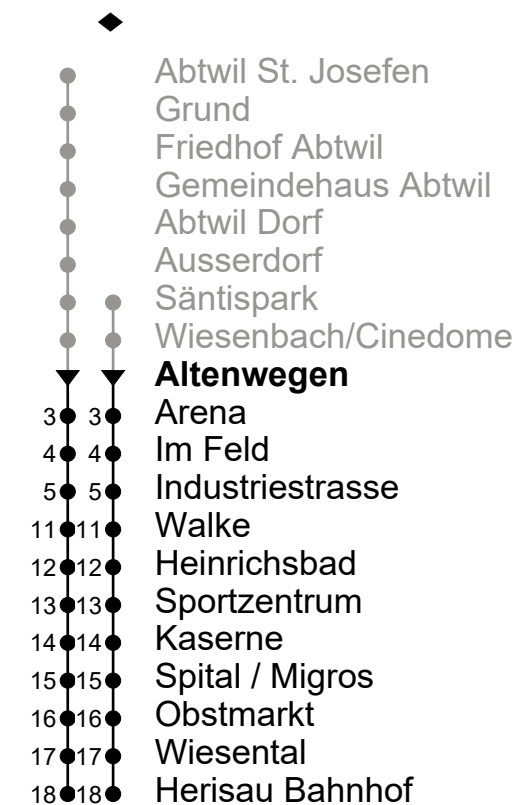 Abtwil St. Josefen
Grund
Friedhof Abtwil
Gemeindehaus Abtwil
Abtwil Dorf
Ausserdorf
Säntispark
Wiesenbach/Cinedome
Altenwegen
3 3 Arena
4 4 Im Feld
5 5 Industriestrasse
11 11 Walke
12 12 Heinrichsbad
13 13 Sportzentrum
14 14 Kaserne
15 15 Spital / Migros
16 16 Obstmarkt
17 17 Wiesental
18 18 Herisau Bahnhof